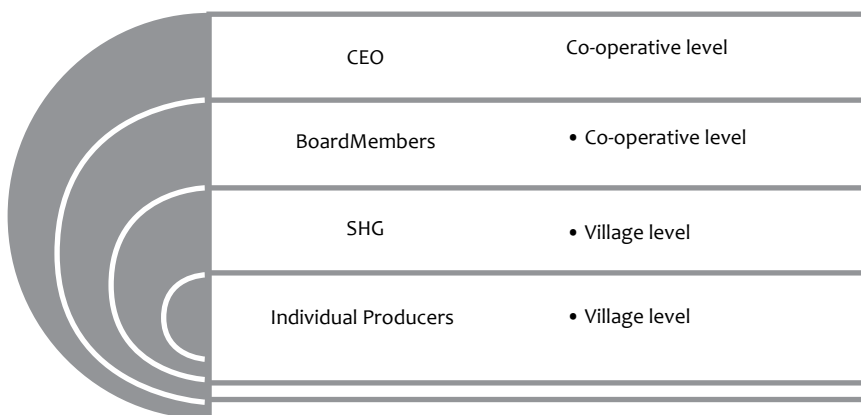 CEO Co-operative level
BoardMembers • Co-operative level
SHG • Village level
Individual Producers • Village level